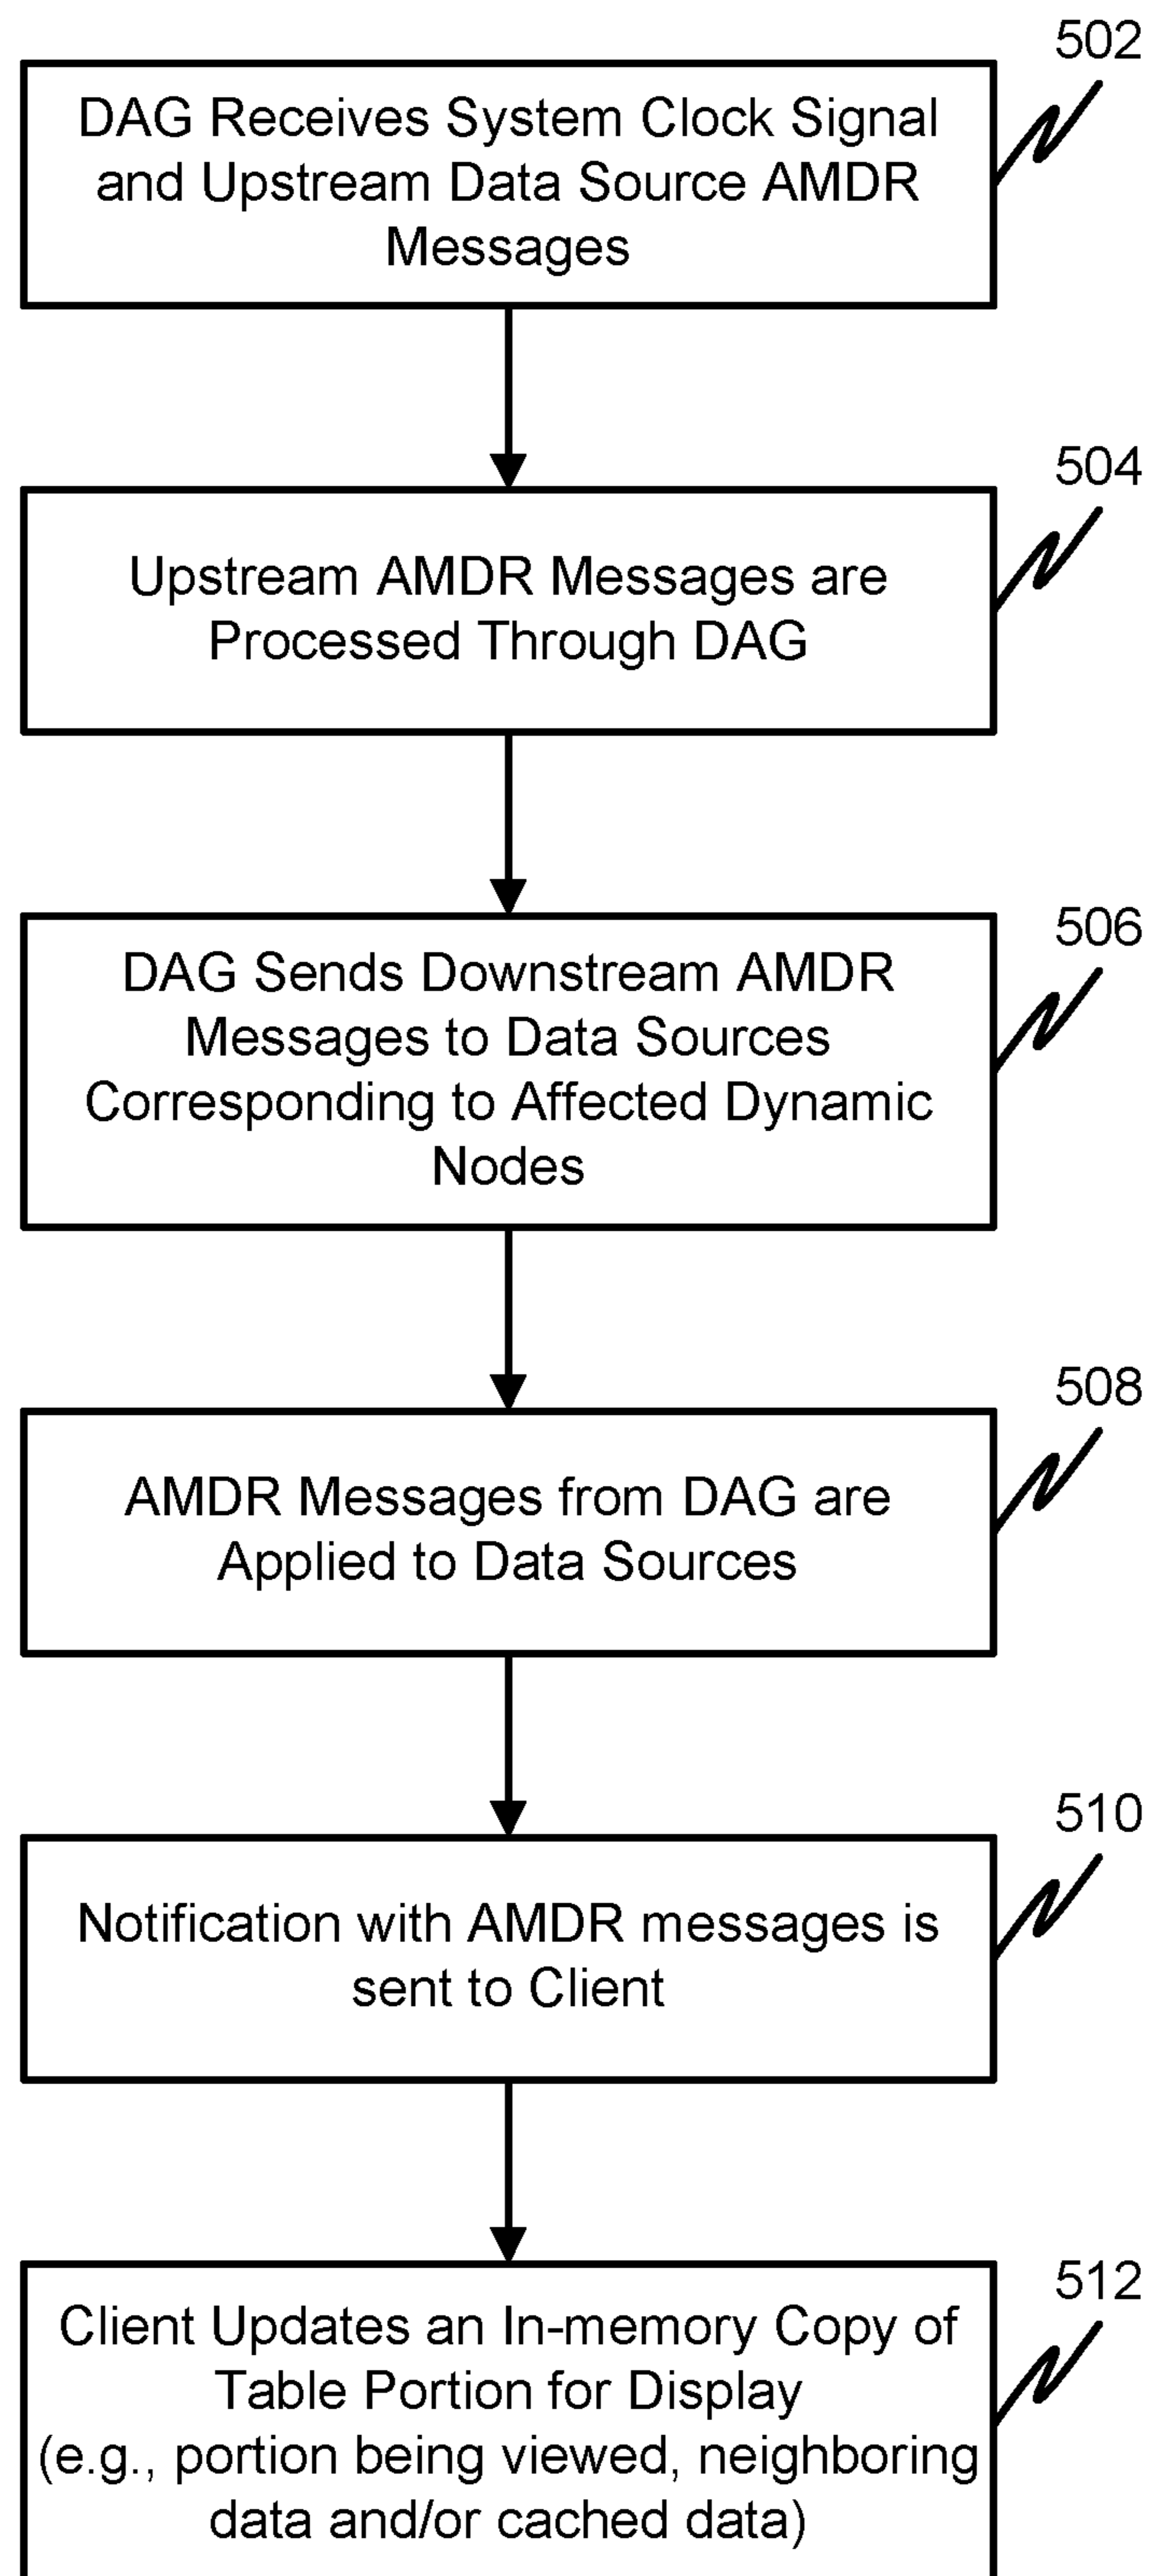 502
DAG Receives System Clock Signal
and Upstream Data Source AMDR
Messages
504
Upstream AMDR Messages are
Processed Through DAG
506
DAG Sends Downstream AMDR
Messages to Data Sources
Corresponding to Affected Dynamic
Nodes
508
AMDR Messages from DAG are
Applied to Data Sources
510
Notification with AMDR messages is
sent to Client
512
Client Updates an In-memory Copy of
Table Portion for Display
(e.g., portion being viewed, neighboring
data and/or cached data)